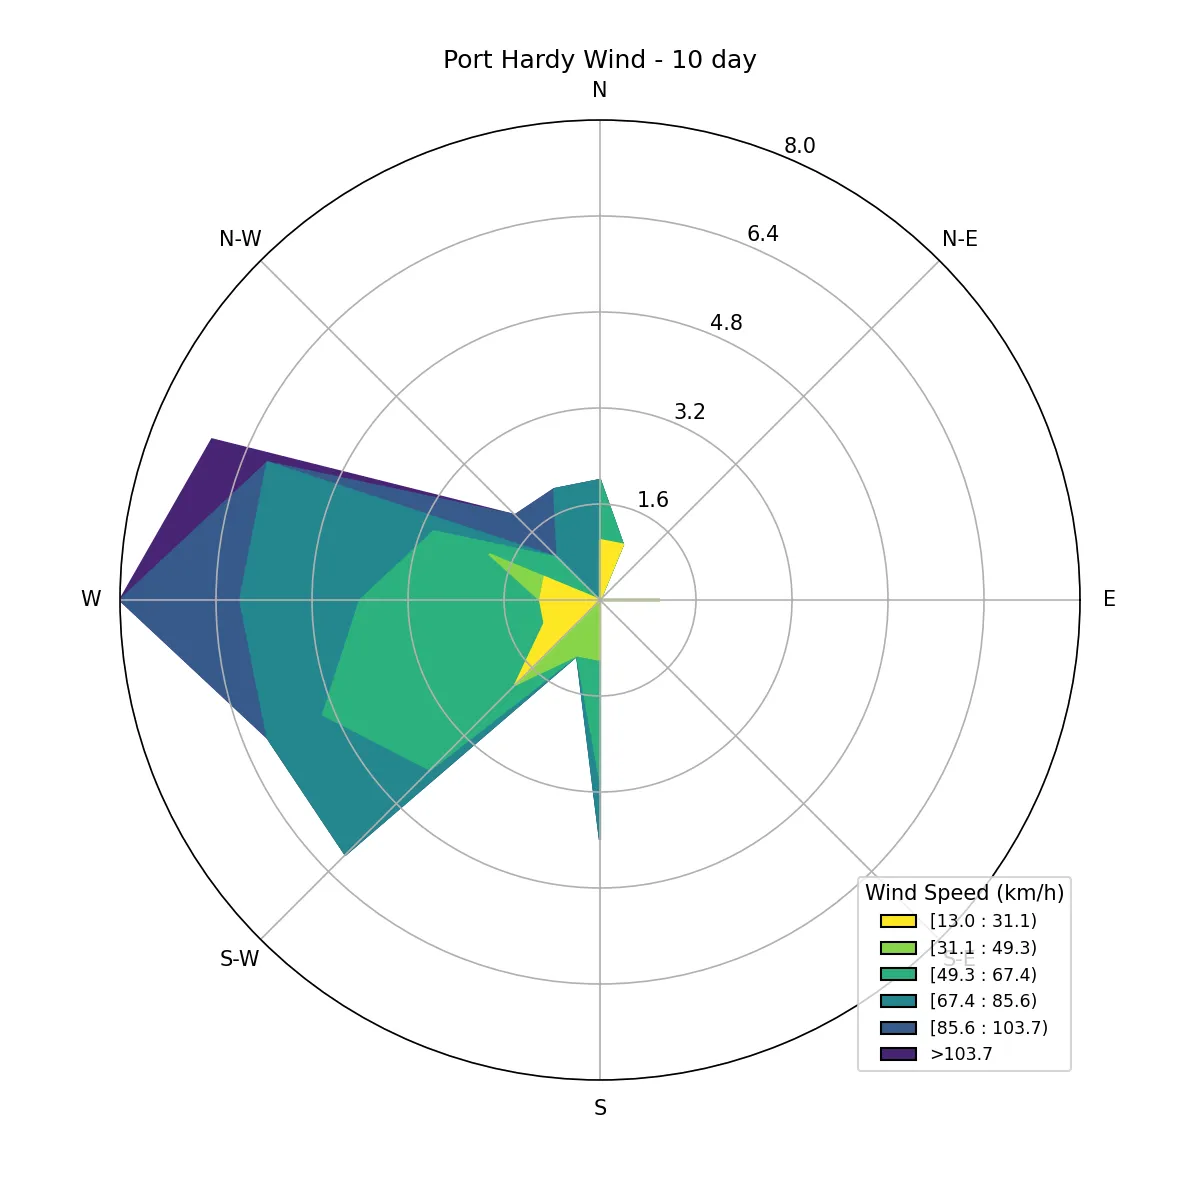 Port Hardy Wind - 10 day
N
8.0
N-W
6.4
N-E
4.8
3.2
1.6
W
E
S-W
S-E
S
Wind Speed (km/h)
[13.0 : 31.1)
[31.1 : 49.3)
[49.3 : 67.4)
[67.4 : 85.6)
[85.6 : 103.7)
>103.7